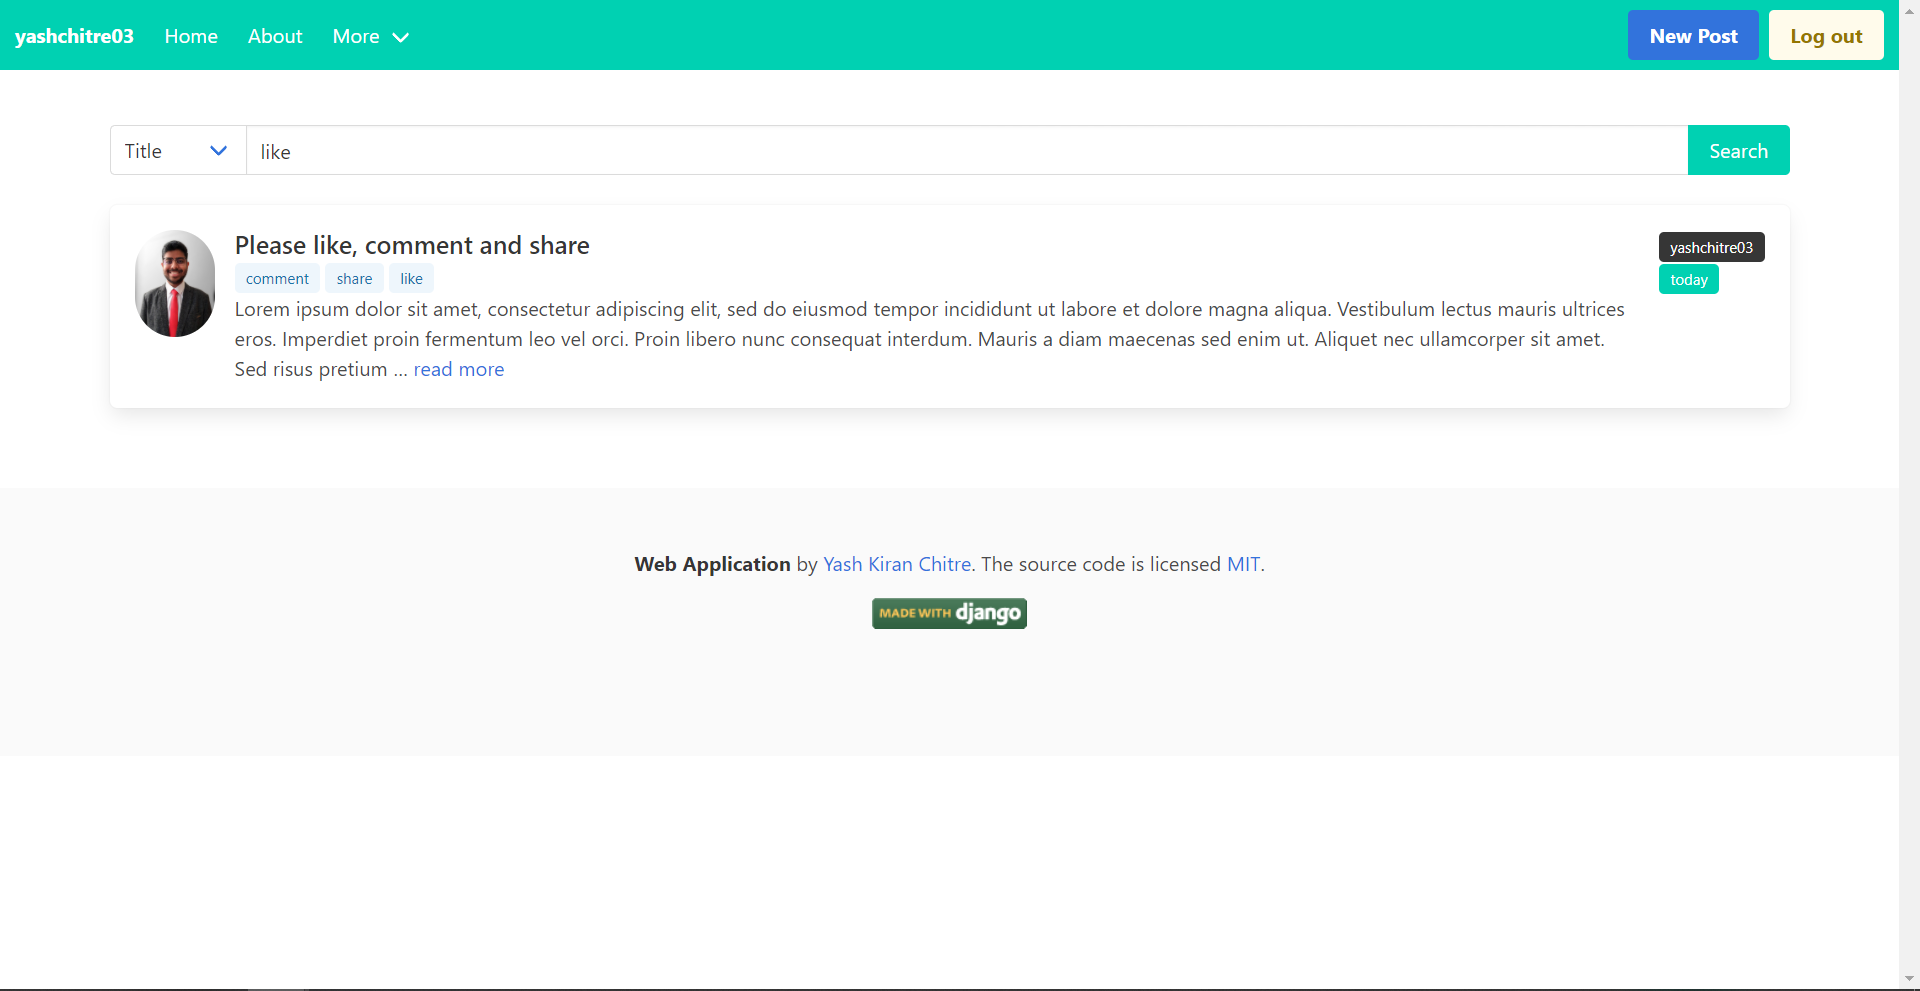 yashchitre03 Home About More New Post Log out
Title like Search
Please like, comment and share
yashchitre03
comment share like
today
Lorem ipsum dolor sit amet, consectetur adipiscing elit, sed do eiusmod tempor incididunt ut labore et dolore magna aliqua. Vestibulum lectus mauris ultrices
eros. Imperdiet proin fermentum leo vel orci. Proin libero nunc consequat interdum. Mauris a diam maecenas sed enim ut. Aliquet nec ullamcorper sit amet.
Sed risus pretium … read more
Web Application by Yash Kiran Chitre. The source code is licensed MIT.
MADE WITH django